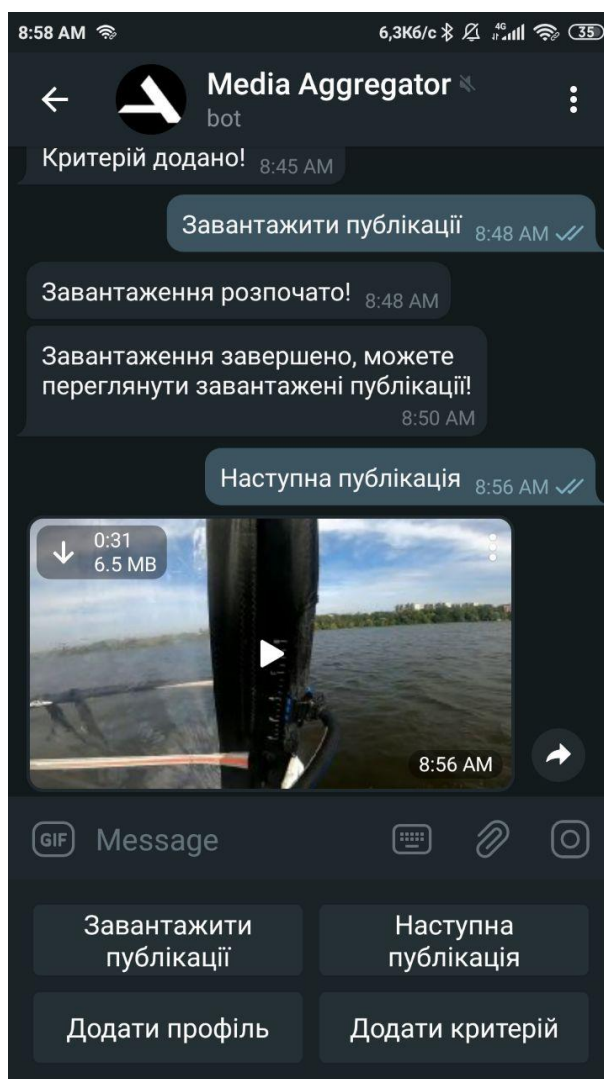 8:58 AM 6,3Кб/с 4G 35
Media Aggregator
bot
Критерій додано! 8:45 AM
Завантажити публікації 8:48 AM
Завантаження розпочато! 8:48 AM
Завантаження завершено, можете
переглянути завантажені публікації!
8:50 AM
Наступна публікація 8:56 AM
0:31
6.5 MB
8:56 AM
GIF Message
Завантажити
публікації
Наступна
публікація
Додати профіль
Додати критерій